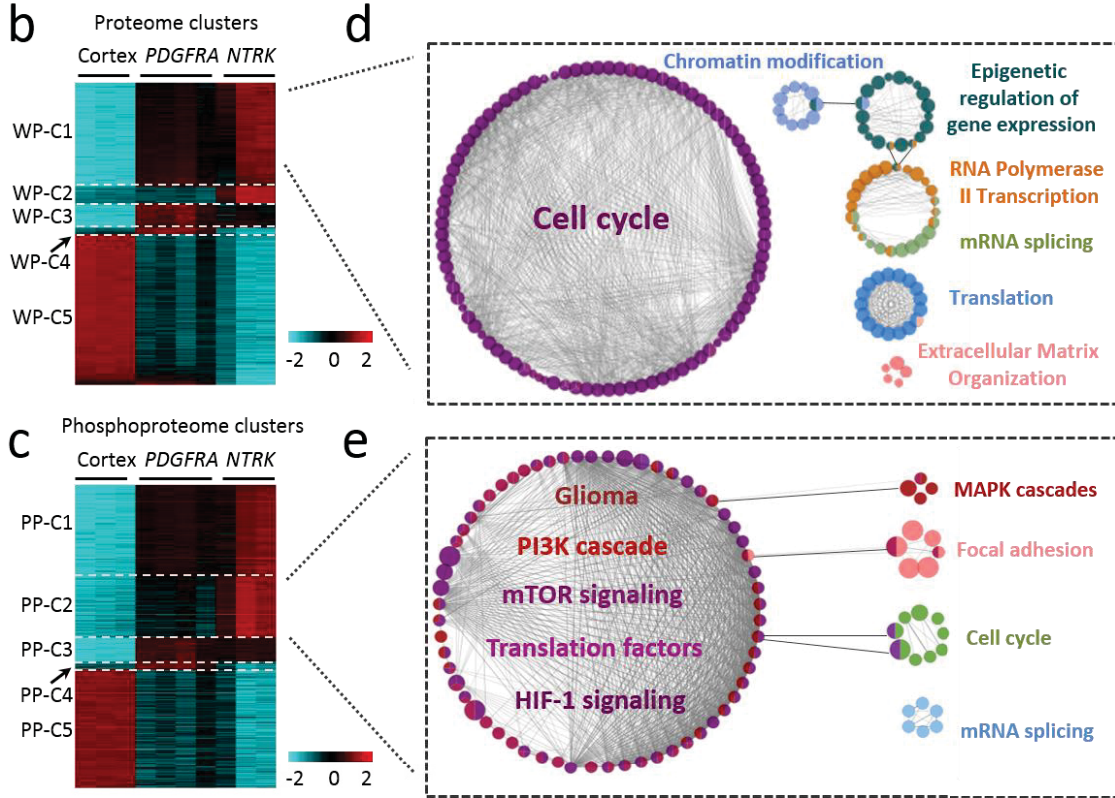 b
Proteome clusters
Cortex PDGFRA NTRK
WP-C1
WP-C2
WP-C3
WP-C4
WP-C5
-2 0 2
d
Chromatin modification
Epigenetic
regulation of
gene expression
Cell cycle
RNA Polymerase
II Transcription
mRNA splicing
Translation
Extracellular Matrix
Organization
c
Phosphoproteome clusters
Cortex PDGFRA NTRK
PP-C1
PP-C2
PP-C3
PP-C4
PP-C5
-2 0 2
e
Glioma
PI3K cascade
mTOR signaling
Translation factors
HIF-1 signaling
MAPK cascades
Focal adhesion
Cell cycle
mRNA splicing